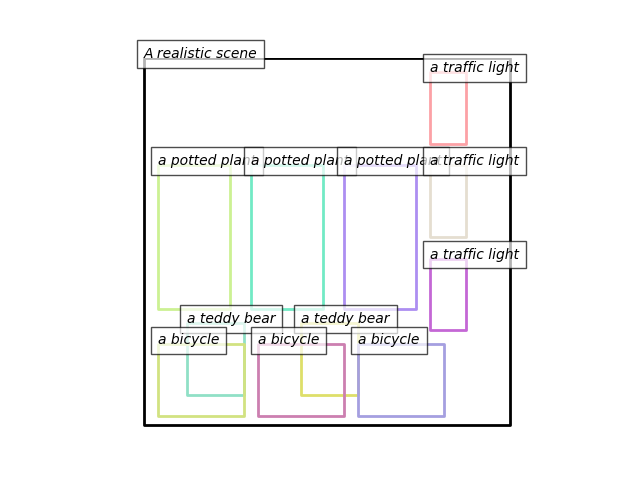 A realistic scene
a traffic light
a potted plant
a potted plant
a potted plant
a traffic light
a traffic light
a teddy bear
a teddy bear
a bicycle
a bicycle
a bicycle